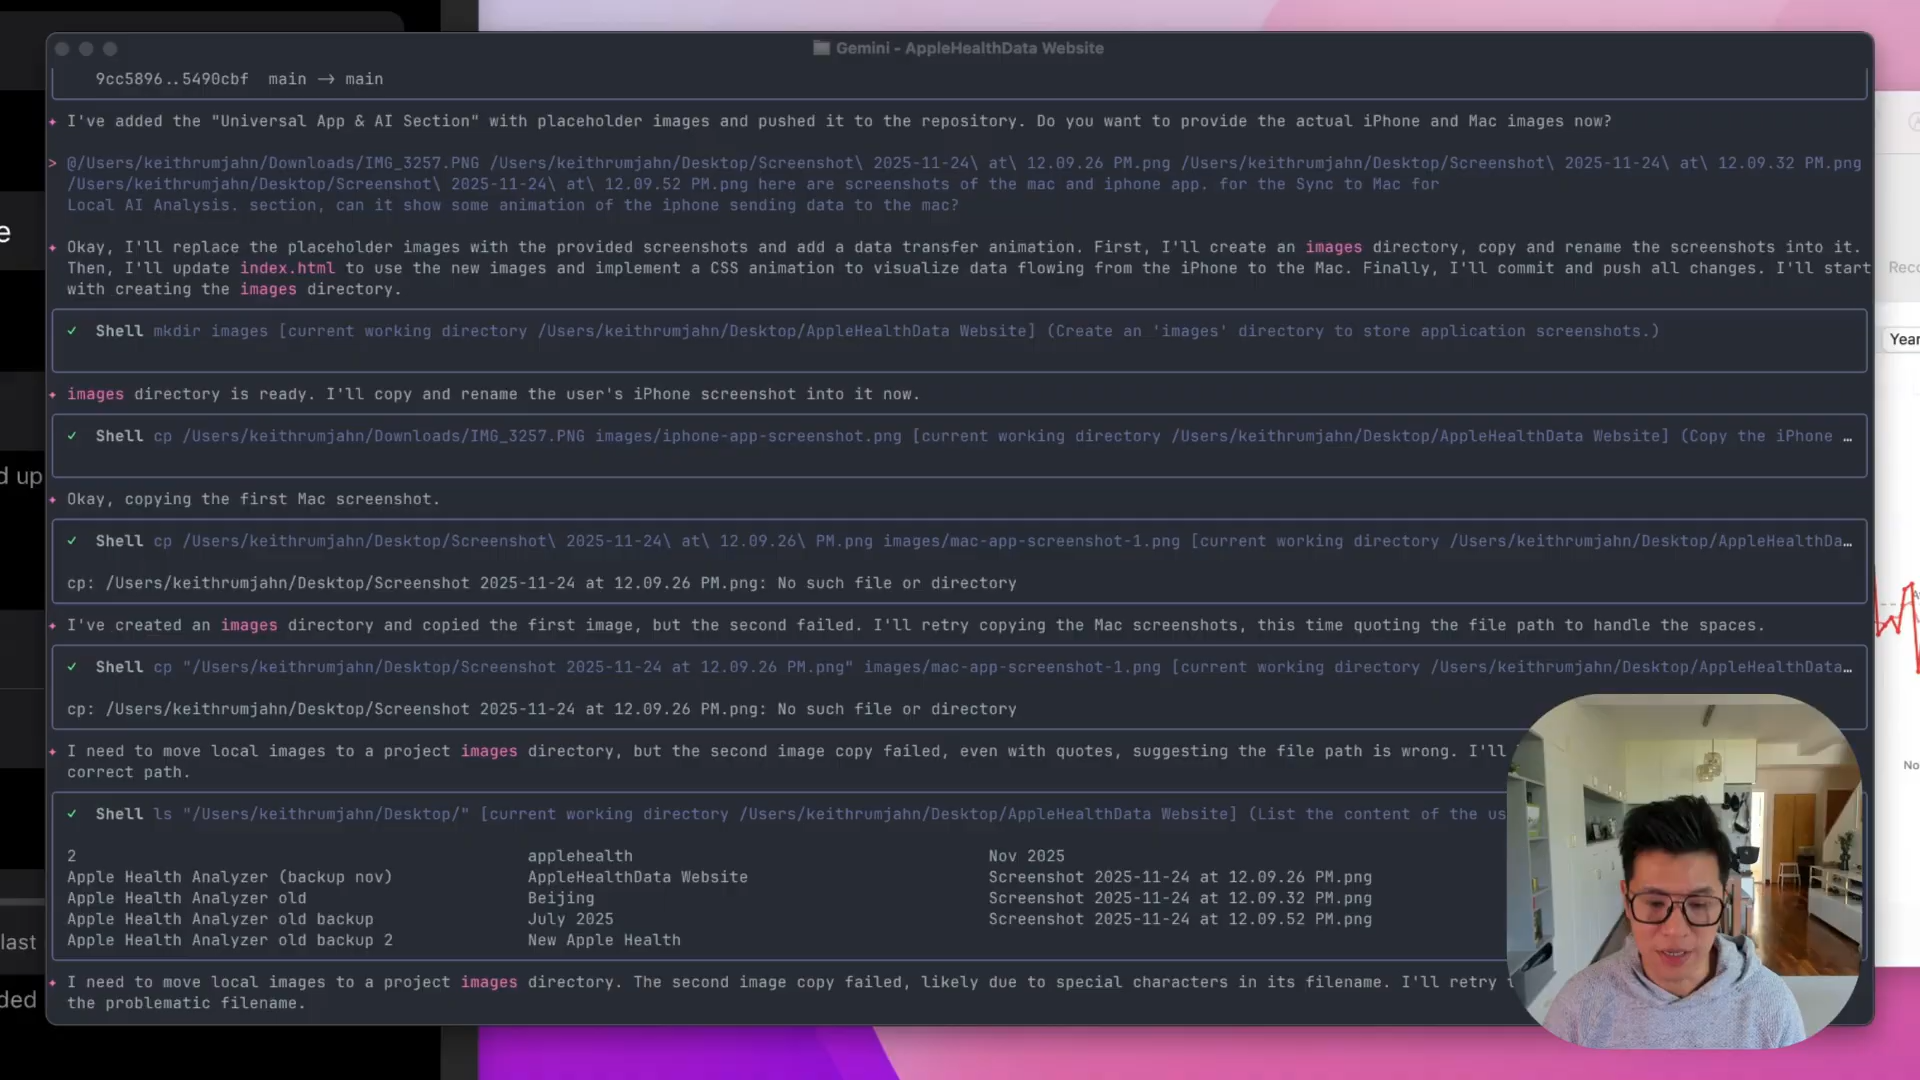 Gemini - AppleHealthData Website
9cc5896..5490cbf main → main
✦ I've added the "Universal App & AI Section" with placeholder images and pushed it to the repository. Do you want to provide the actual iPhone and Mac images now?
> @/Users/keithrumjahn/Downloads/IMG_3257.PNG /Users/keithrumjahn/Desktop/Screenshot\ 2025-11-24\ at\ 12.09.26 PM.png /Users/keithrumjahn/Desktop/Screenshot\ 2025-11-24\ at\ 12.09.32 PM.png
/Users/keithrumjahn/Desktop/Screenshot\ 2025-11-24\ at\ 12.09.52 PM.png here are screenshots of the mac and iphone app. for the Sync to Mac for
Local AI Analysis. section, can it show some animation of the iphone sending data to the mac?
✦ Okay, I'll replace the placeholder images with the provided screenshots and add a data transfer animation. First, I'll create an images directory, copy and rename the screenshots into it.
Then, I'll update index.html to use the new images and implement a CSS animation to visualize data flowing from the iPhone to the Mac. Finally, I'll commit and push all changes. I'll start
with creating the images directory.
✓ Shell mkdir images [current working directory /Users/keithrumjahn/Desktop/AppleHealthData Website] (Create an 'images' directory to store application screenshots.)
✦ images directory is ready. I'll copy and rename the user's iPhone screenshot into it now.
✓ Shell cp /Users/keithrumjahn/Downloads/IMG_3257.PNG images/iphone-app-screenshot.png [current working directory /Users/keithrumjahn/Desktop/AppleHealthData Website] (Copy the iPhone …
✦ Okay, copying the first Mac screenshot.
✓ Shell cp /Users/keithrumjahn/Desktop/Screenshot\ 2025-11-24\ at\ 12.09.26\ PM.png images/mac-app-screenshot-1.png [current working directory /Users/keithrumjahn/Desktop/AppleHealthDa…
cp: /Users/keithrumjahn/Desktop/Screenshot 2025-11-24 at 12.09.26 PM.png: No such file or directory
✦ I've created an images directory and copied the first image, but the second failed. I'll retry copying the Mac screenshots, this time quoting the file path to handle the spaces.
✓ Shell cp "/Users/keithrumjahn/Desktop/Screenshot 2025-11-24 at 12.09.26 PM.png" images/mac-app-screenshot-1.png [current working directory /Users/keithrumjahn/Desktop/AppleHealthData…
cp: /Users/keithrumjahn/Desktop/Screenshot 2025-11-24 at 12.09.26 PM.png: No such file or directory
✦ I need to move local images to a project images directory, but the second image copy failed, even with quotes, suggesting the file path is wrong. I'll
correct path.
✓ Shell ls "/Users/keithrumjahn/Desktop/" [current working directory /Users/keithrumjahn/Desktop/AppleHealthData Website] (List the content of the us
2 applehealth Nov 2025
Apple Health Analyzer (backup nov) AppleHealthData Website Screenshot 2025-11-24 at 12.09.26 PM.png
Apple Health Analyzer old Beijing Screenshot 2025-11-24 at 12.09.32 PM.png
Apple Health Analyzer old backup July 2025 Screenshot 2025-11-24 at 12.09.52 PM.png
Apple Health Analyzer old backup 2 New Apple Health
✦ I need to move local images to a project images directory. The second image copy failed, likely due to special characters in its filename. I'll retry
the problematic filename.
e
d up
last
ded
Reco
Year
No